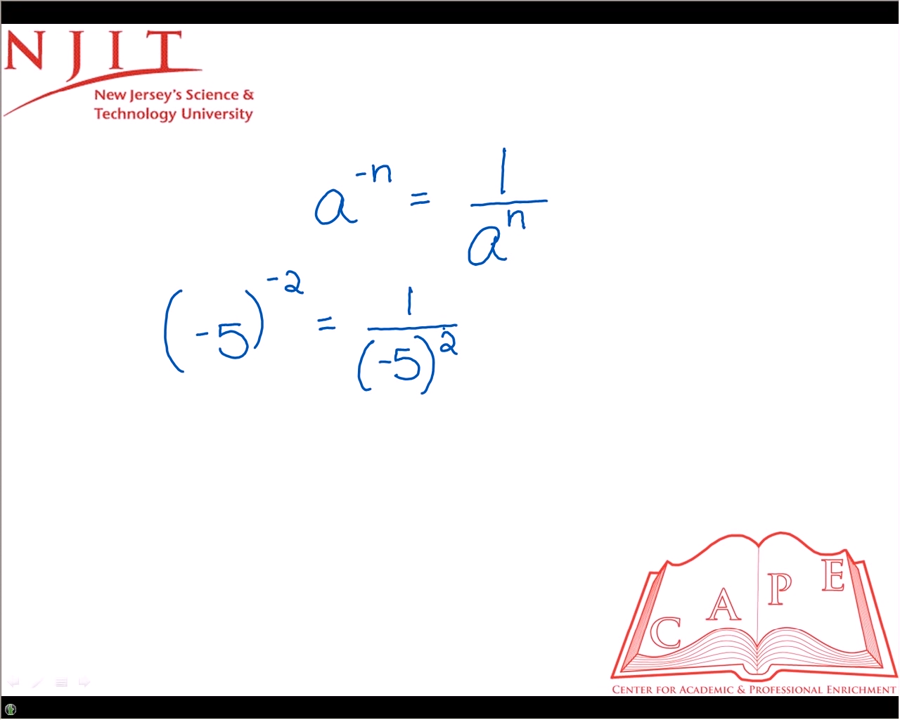 NJIT
New Jersey's Science &
Technology University
a^-n = 1/a^n
(-5)^-2 = 1/(-5)^2
C A P E
CENTER FOR ACADEMIC & PROFESSIONAL ENRICHMENT